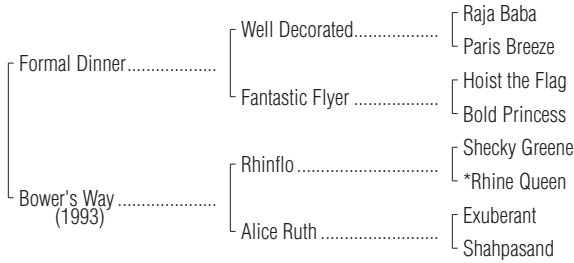 Raja Baba
Well Decorated..................
Paris Breeze
Formal Dinner...................
Hoist the Flag
Fantastic Flyer ..................
Bold Princess
Shecky Greene
Rhinflo ..............................
*Rhine Queen
Bower's Way .....................
(1993)
Exuberant
Alice Ruth .........................
Shahpasand